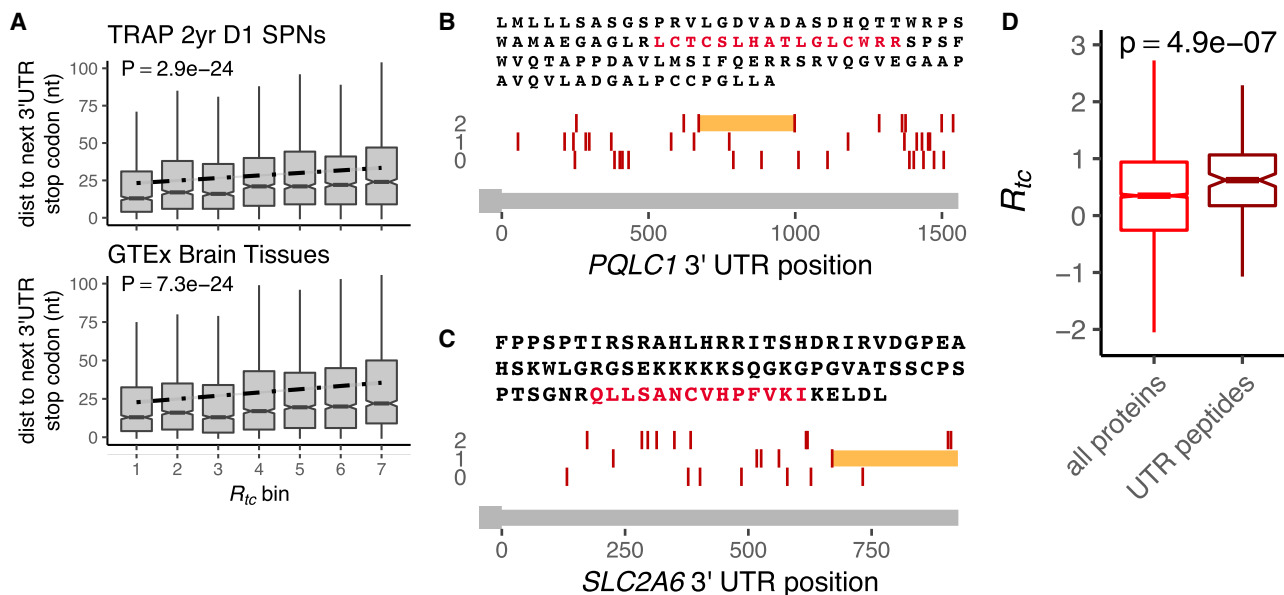 A
TRAP 2yr D1 SPNs
P = 2.9e−24
dist to next 3'UTR
stop codon (nt)
100
75
50
25
0
GTEx Brain Tissues
P = 7.3e−24
dist to next 3'UTR
stop codon (nt)
100
75
50
25
0
1 2 3 4 5 6 7
Rtc bin
B
LMLLLSASGSPRVLGDVADASDHQTTWRPS
WAMAEGAGLRLCTCSLHATLGLCWRRSPSF
WVQTAPPDAVLMSIFQERRSRVQGVEGAAP
AVQVLADGALPCCPGLLA
2
1
0
0 500 1000 1500
PQLC1 3' UTR position
C
FPPSPTIRSRAHLHRRITSHDRIRVDGPEA
HSKWLGRGSEKKKKKSQGKGPGVATSSCPS
PTSGNRQLLSANCVHPFVKIKELDL
2
1
0
0 250 500 750
SLC2A6 3' UTR position
D
p = 4.9e−07
Rtc
3
2
1
0
−1
−2
all proteins
UTR peptides